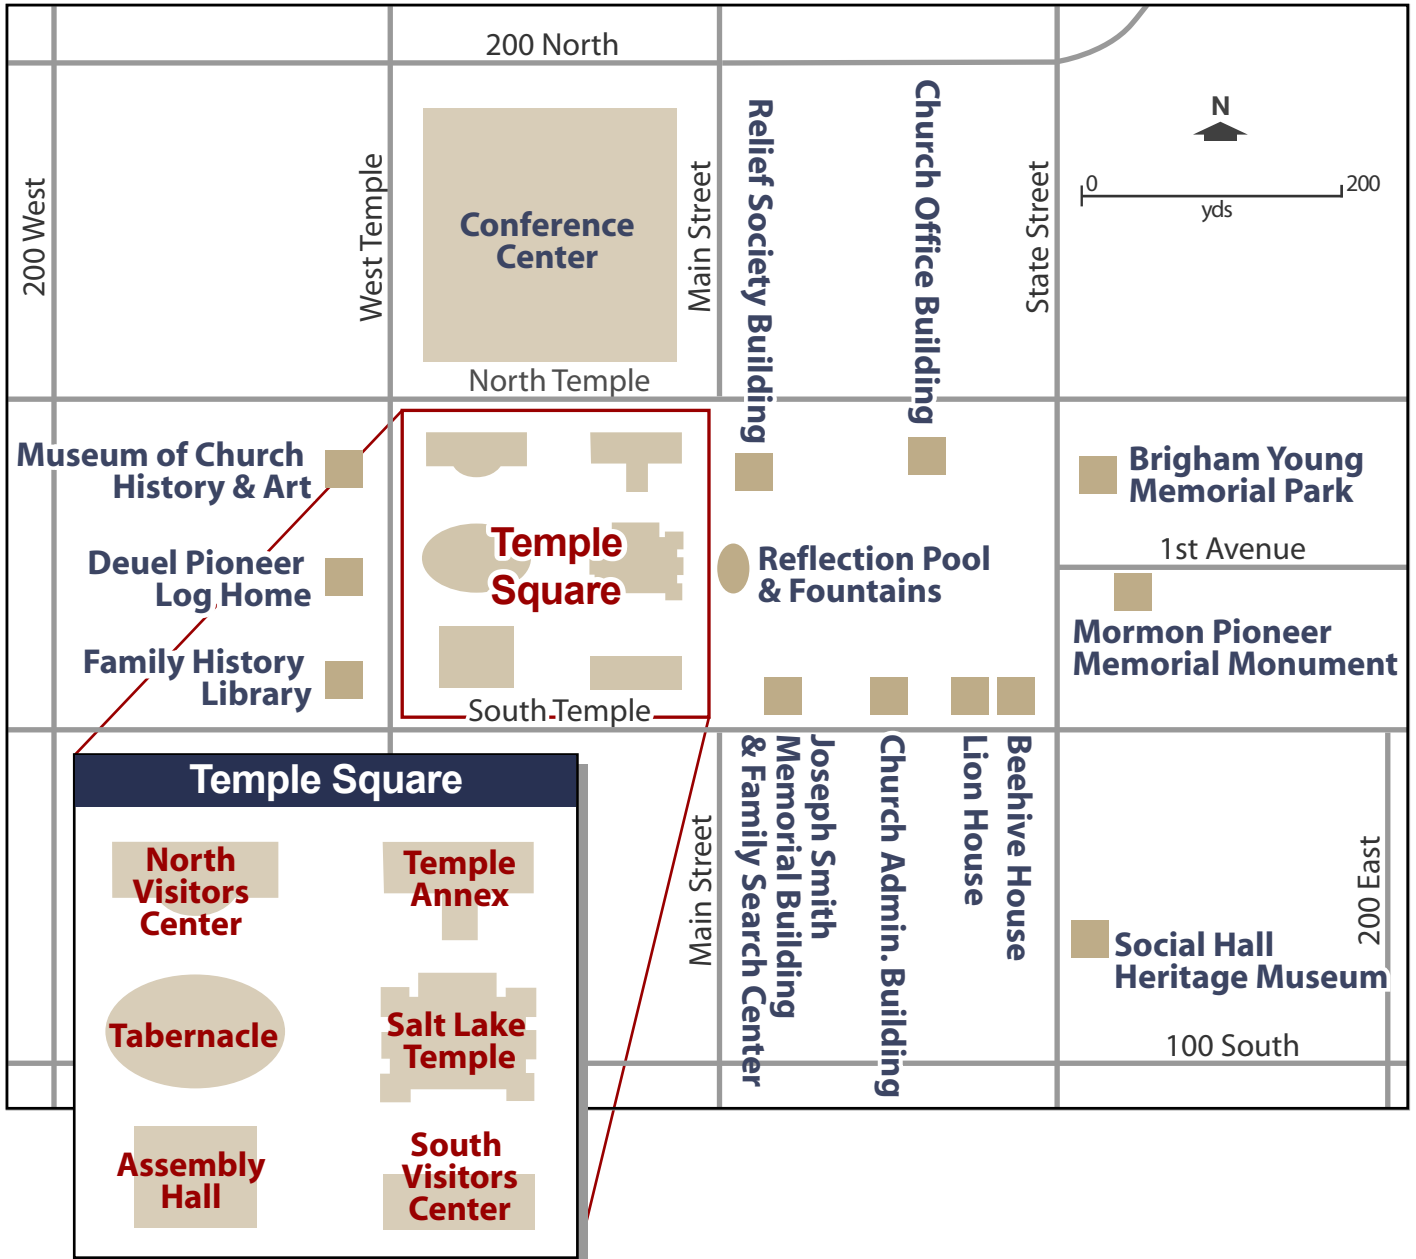 200 North
200 West
West Temple
Conference
Center
Main Street
Relief Society Building
Church Office Building
State Street
N
0
200
yds
North Temple
Museum of Church
History & Art
Deuel Pioneer
Log Home
Family History
Library
Temple
Square
Reflection Pool
& Fountains
Brigham Young
Memorial Park
1st Avenue
Mormon Pioneer
Memorial Monument
South Temple
Joseph Smith
Memorial Building
& Family Search Center
Church Admin. Building
Lion House
Beehive House
Main Street
200 East
Social Hall
Heritage Museum
100 South
Temple Square
North
Visitors
Center
Temple
Annex
Tabernacle
Salt Lake
Temple
Assembly
Hall
South
Visitors
Center